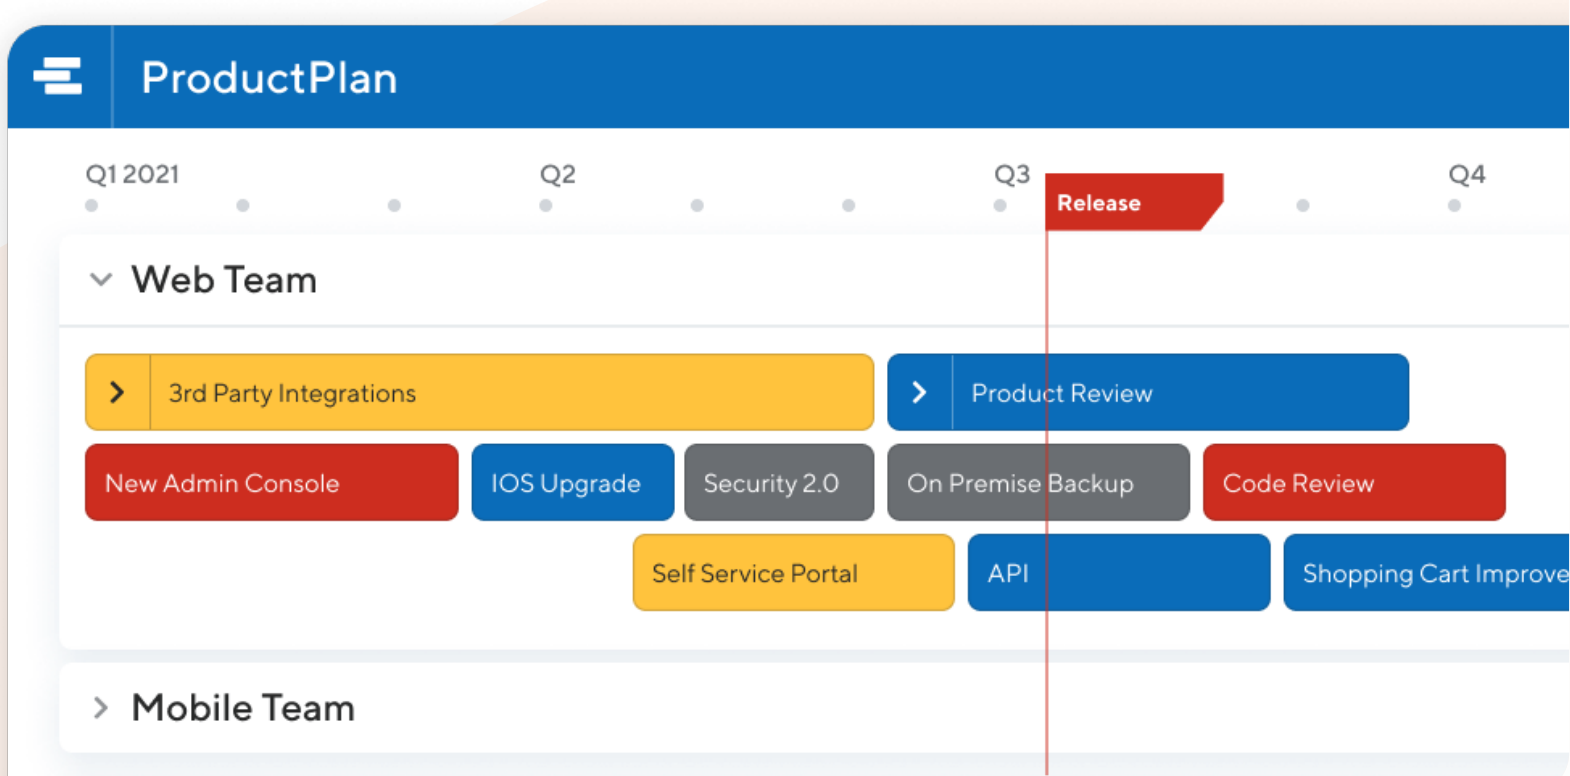 ProductPlan
Q1 2021 Q2 Q3 Q4
Release
Web Team
3rd Party Integrations Product Review
New Admin Console IOS Upgrade Security 2.0 On Premise Backup Code Review
Self Service Portal API Shopping Cart Improve
Mobile Team